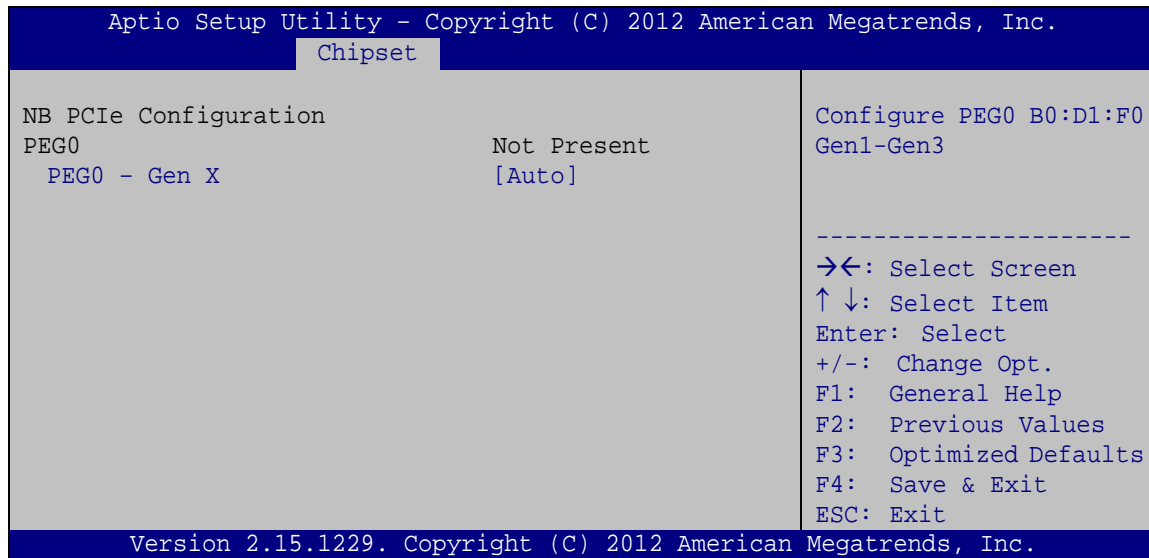 Aptio Setup Utility – Copyright (C) 2012 American Megatrends, Inc.
Chipset
NB PCIe Configuration
PEG0 Not Present
PEG0 – Gen X [Auto]
Configure PEG0 B0:D1:F0
Gen1-Gen3
----------------------
→←: Select Screen
↑ ↓: Select Item
Enter: Select
+/-: Change Opt.
F1: General Help
F2: Previous Values
F3: Optimized Defaults
F4: Save & Exit
ESC: Exit
Version 2.15.1229. Copyright (C) 2012 American Megatrends, Inc.